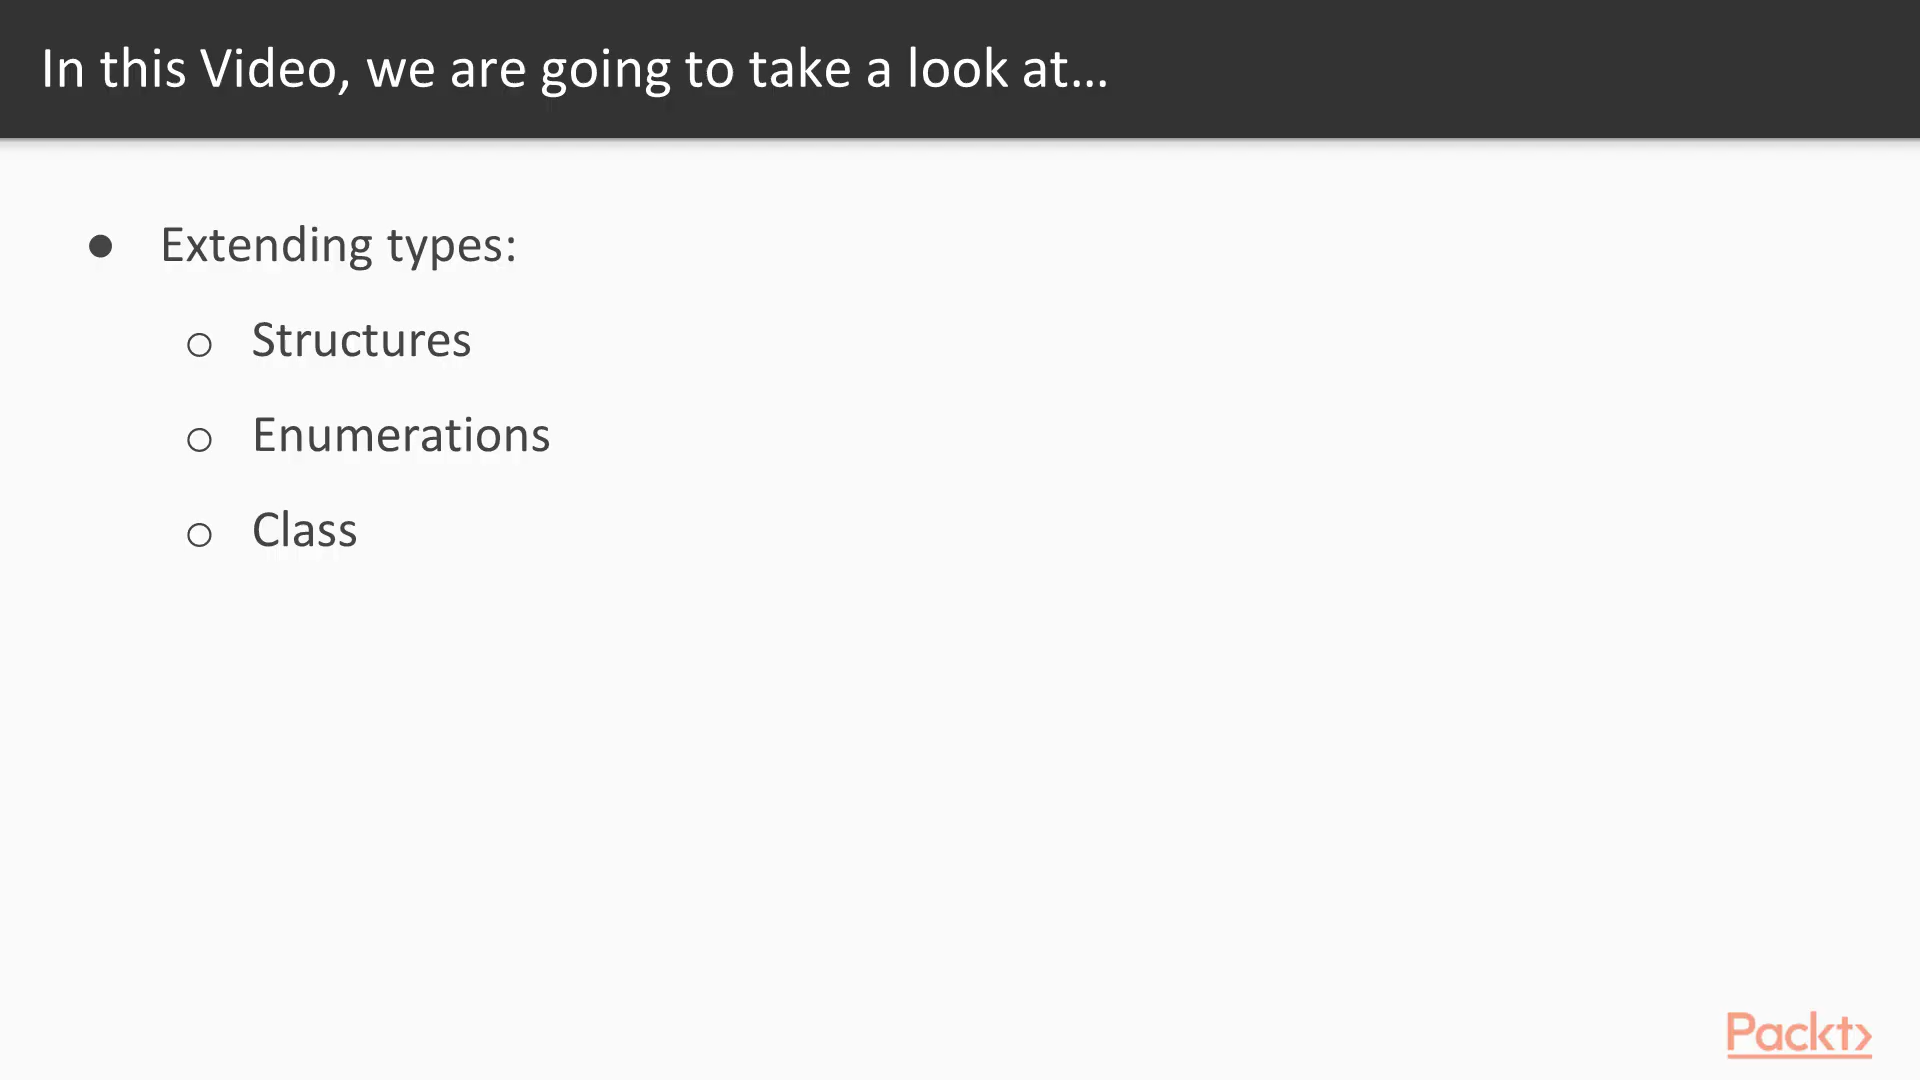 In this Video, we are going to take a look at...
● Extending types:
○ Structures
○ Enumerations
○ Class
Packt>